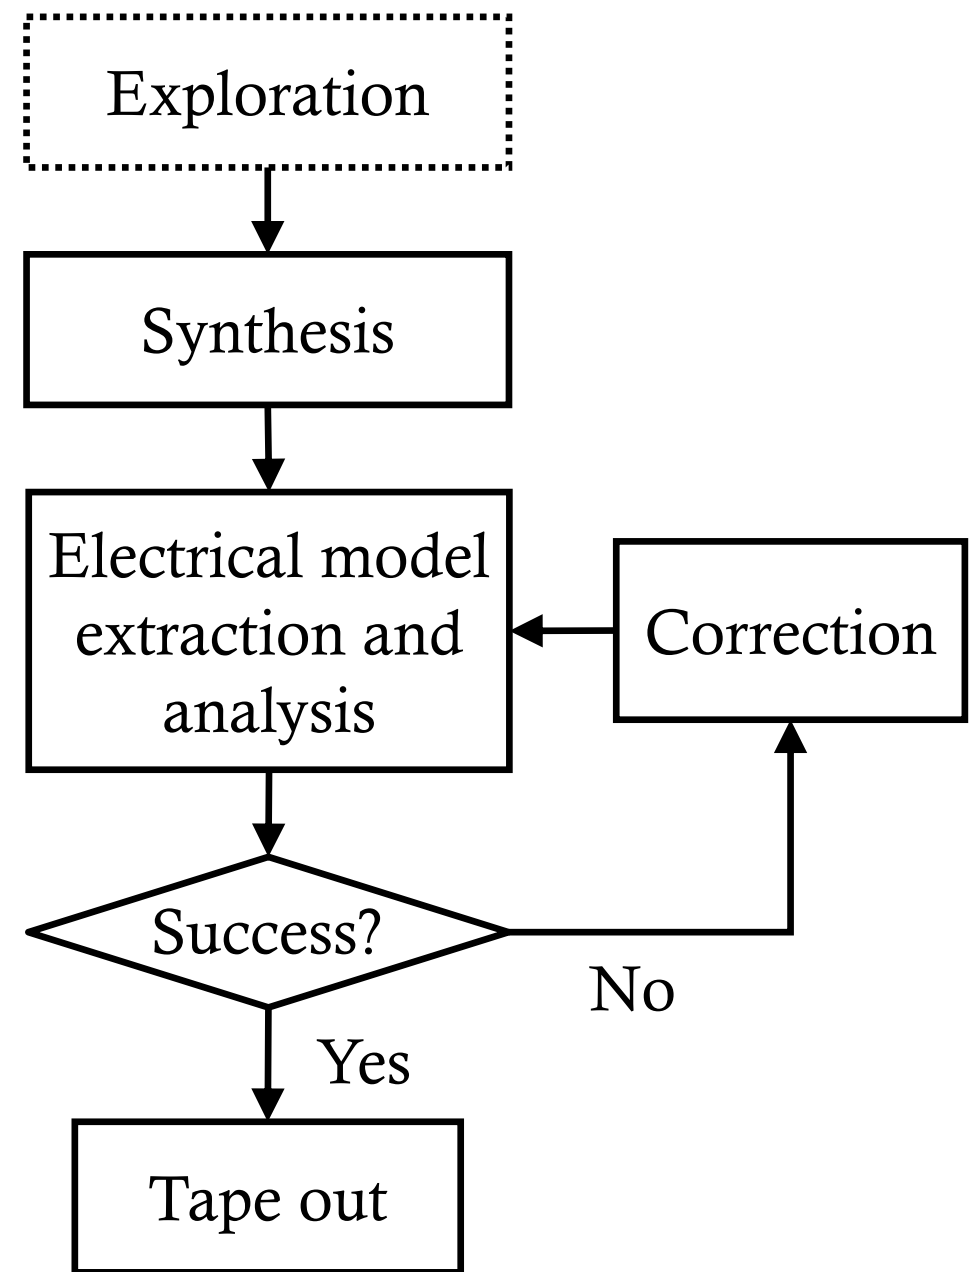 Exploration
Synthesis
Electrical model
extraction and
analysis
Correction
Success?
No
Yes
Tape out